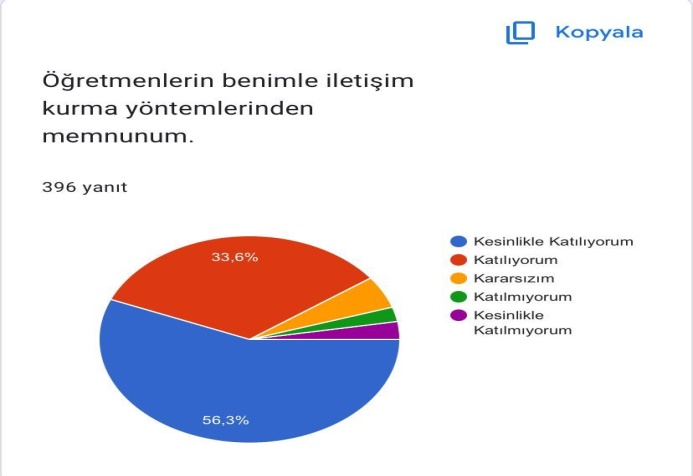 Kopyala
Öğretmenlerin benimle iletişim
kurma yöntemlerinden
memnunum.
396 yanıt
33,6%
56,3%
Kesinlikle Katılıyorum
Katılıyorum
Kararsızım
Katılmıyorum
Kesinlikle
Katılmıyorum